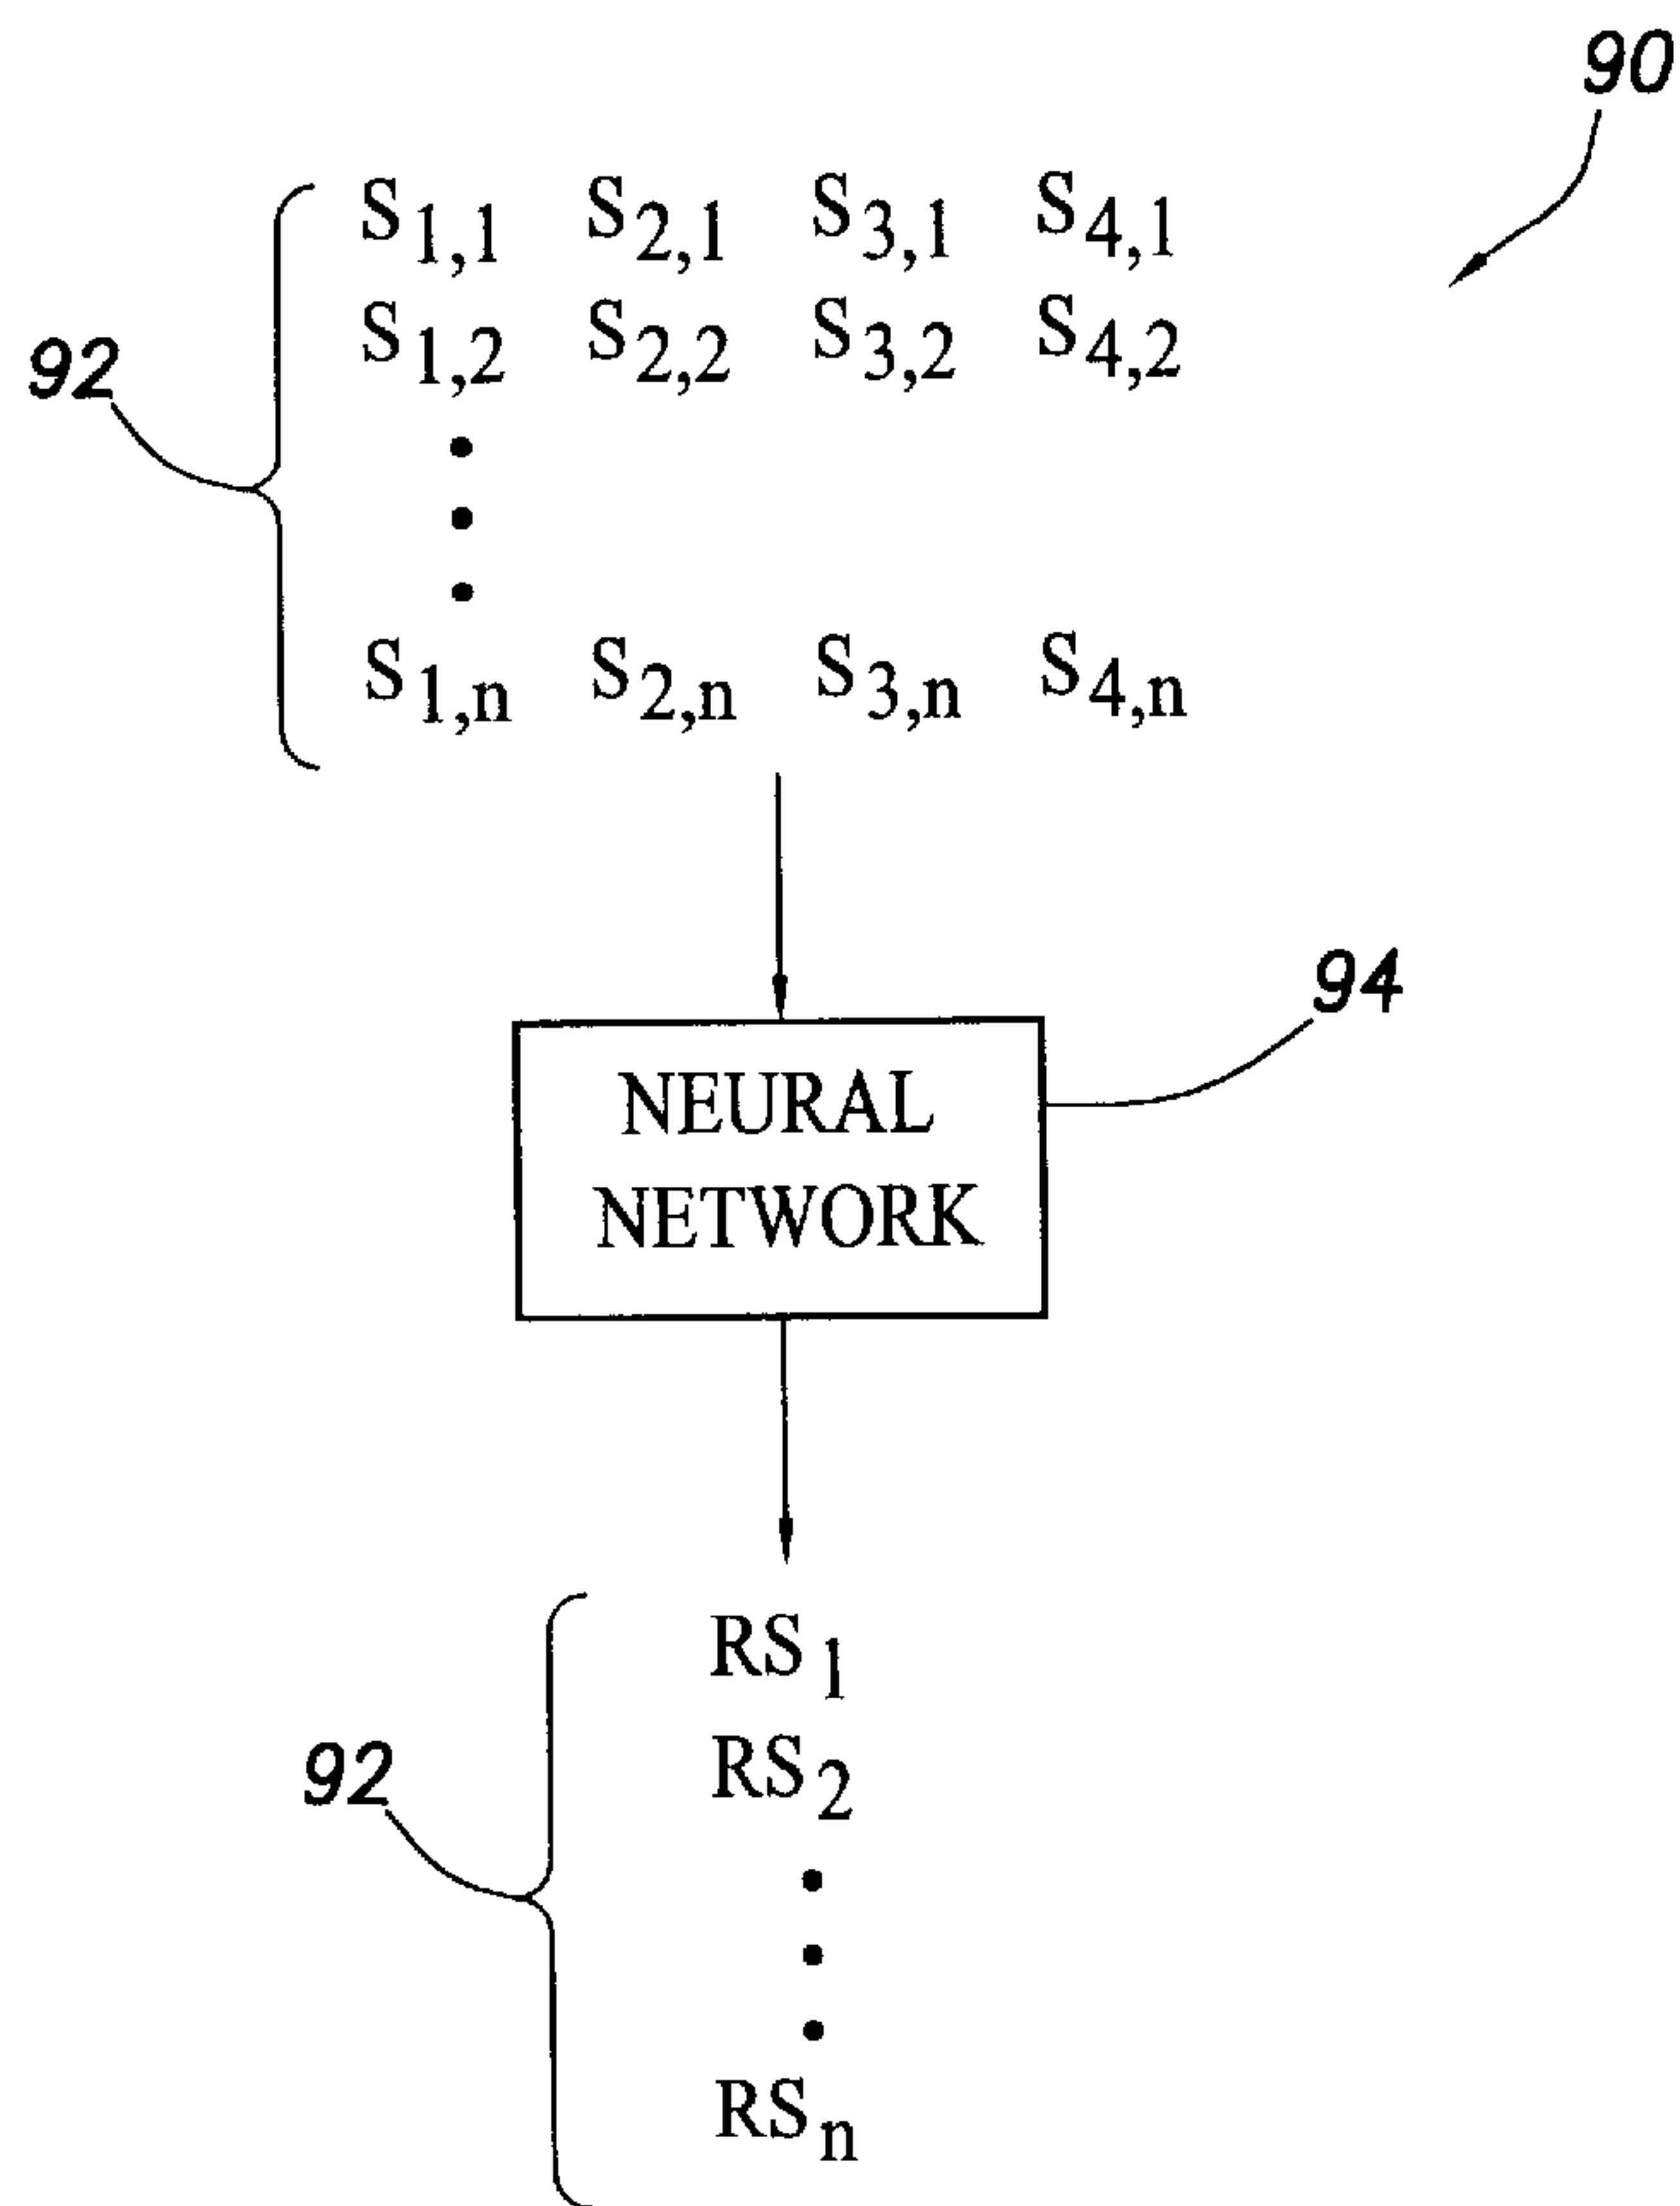 90
S1,1 S2,1 S3,1 S4,1
S1,2 S2,2 S3,2 S4,2
92
S1,n S2,n S3,n S4,n
94
NEURAL
NETWORK
RS1
RS2
92
RSn